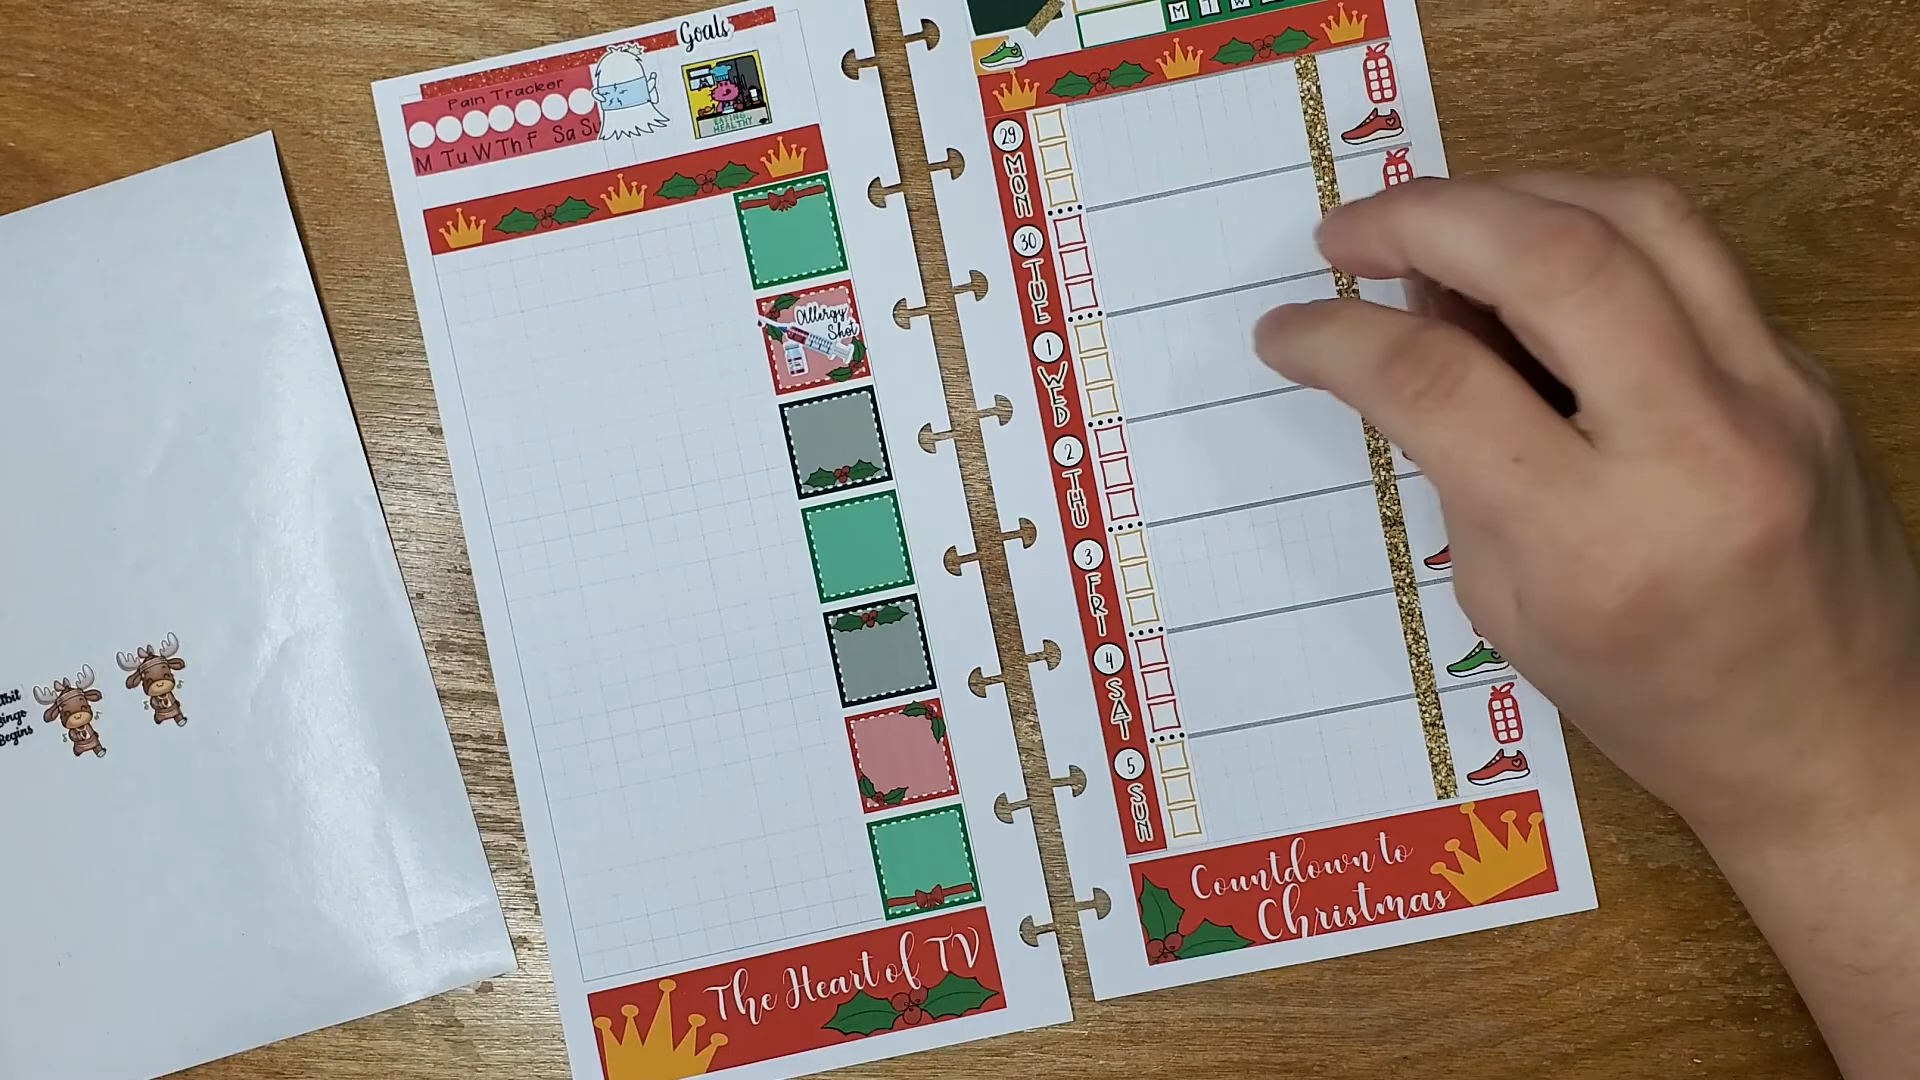 Goals
Pain Tracker
M Tu W Th F Sa Su
EATING
HEALTHY
Allergy
Shot
The Heart of TV
Begins
M T W
29
MON
30
TUE
1
WED
2
THU
3
FRI
4
SAT
5
SUN
Countdown to
Christmas